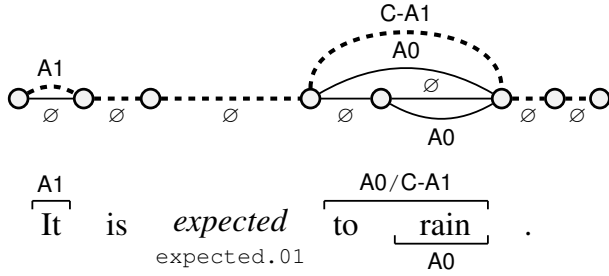 C-A1
A1 A0
∅ ∅ ∅ ∅ ∅ ∅ ∅
A0
A1 A0/C-A1
It is expected to rain .
expected.01 A0